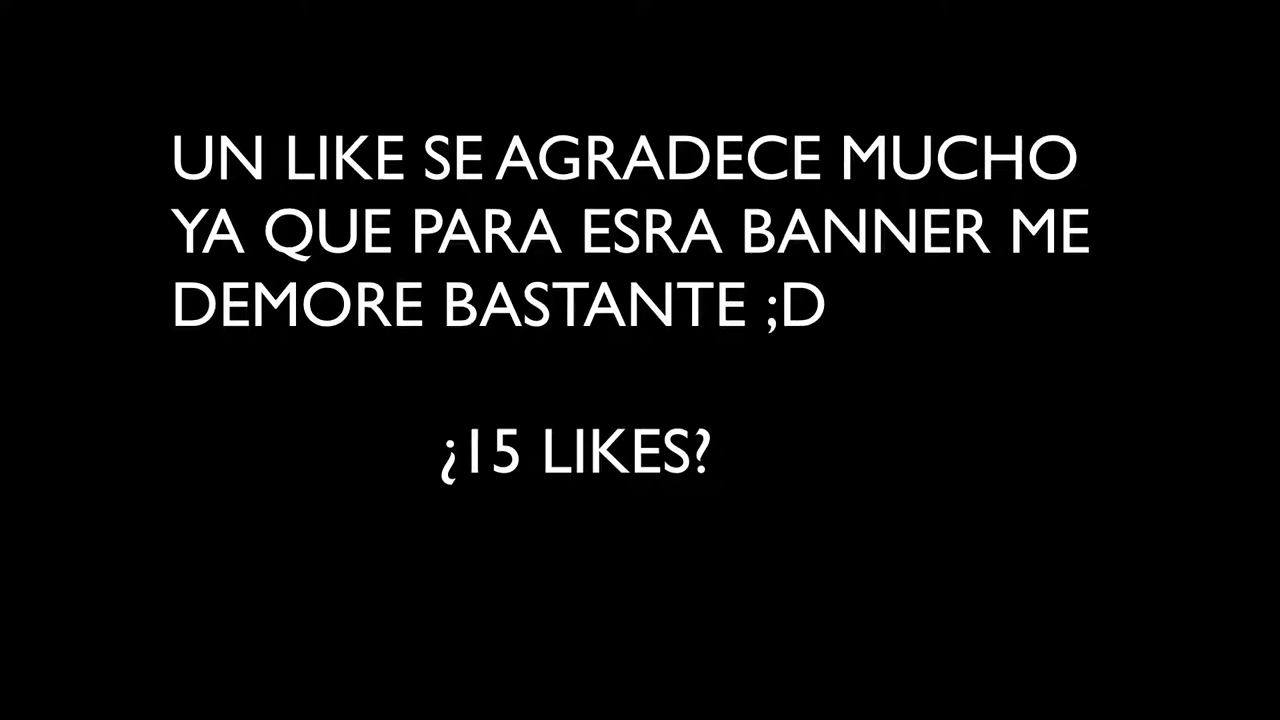 UN LIKE SE AGRADECE MUCHO
YA QUE PARA ESRA BANNER ME
DEMORE BASTANTE ;D
¿15 LIKES?